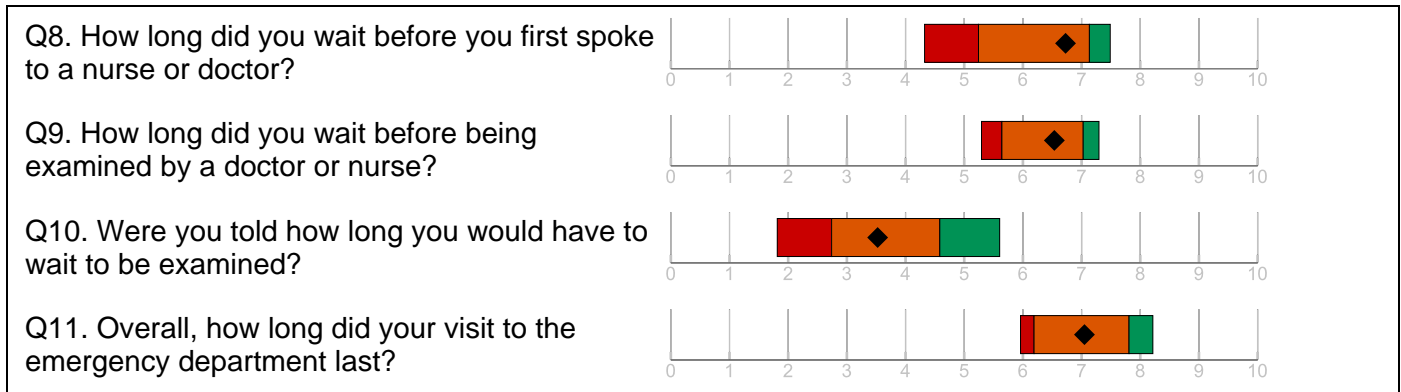 Q8. How long did you wait before you first spoke
to a nurse or doctor?
0 1 2 3 4 5 6 7 8 9 10
Q9. How long did you wait before being
examined by a doctor or nurse?
0 1 2 3 4 5 6 7 8 9 10
Q10. Were you told how long you would have to
wait to be examined?
0 1 2 3 4 5 6 7 8 9 10
Q11. Overall, how long did your visit to the
emergency department last?
0 1 2 3 4 5 6 7 8 9 10